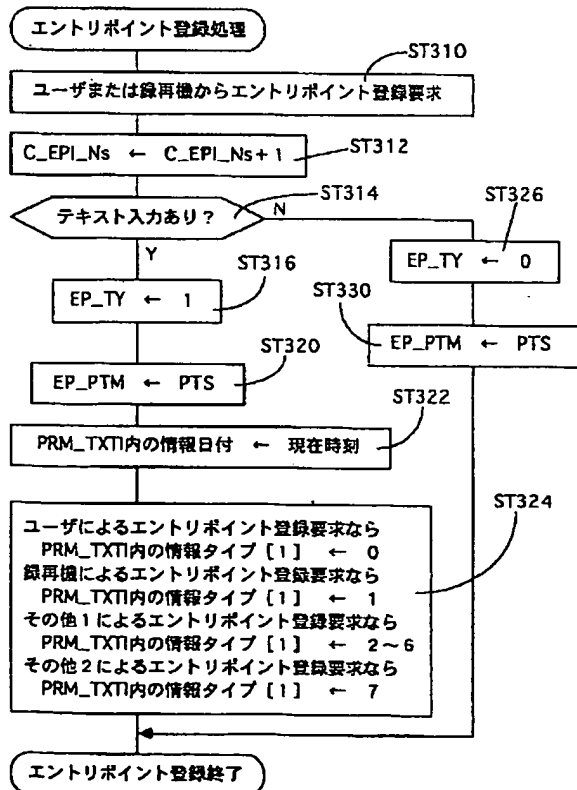 エントリポイント登録処理
ST310
ユーザまたは録再機からエントリポイント登録要求
C_EPI_Ns ← C_EPI_Ns+1
ST312
テキスト入力あり?
ST314
N
Y
ST326
EP_TY ← 0
ST316
EP_TY ← 1
ST330
EP_PTM ← PTS
ST320
EP_PTM ← PTS
ST322
PRM_TXTI内の情報日付 ← 現在時刻
ST324
ユーザによるエントリポイント登録要求なら
PRM_TXTI内の情報タイプ [1] ← 0
録再機によるエントリポイント登録要求なら
PRM_TXTI内の情報タイプ [1] ← 1
その他1によるエントリポイント登録要求なら
PRM_TXTI内の情報タイプ [1] ← 2~6
その他2によるエントリポイント登録要求なら
PRM_TXTI内の情報タイプ [1] ← 7
エントリポイント登録終了